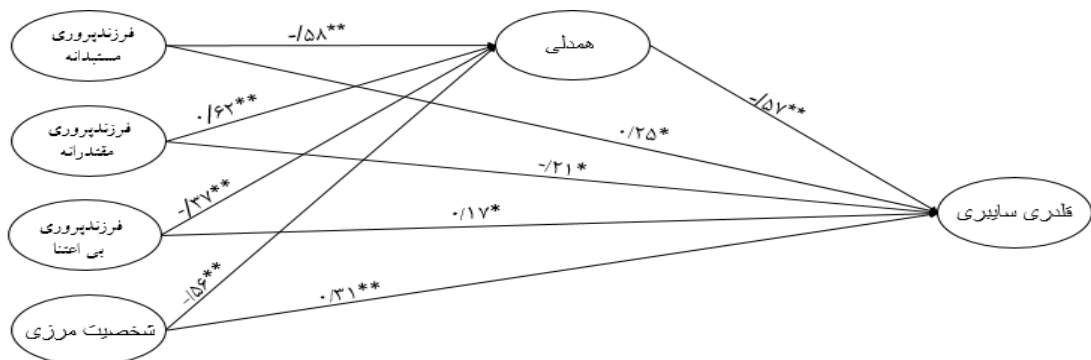 فرزندپروری
مستبدانه
-/۵۸**
همدلی
فرزندپروری
مقتدرانه
۰/۶۲**
-/۵۷**
۰/۲۵*
-/۲۱*
فرزندپروری
بی اعتنا
-/۳۷**
۰/۱۷*
قلدری سایبری
شخصیت مرزی
-/۵۶**
۰/۳۱**